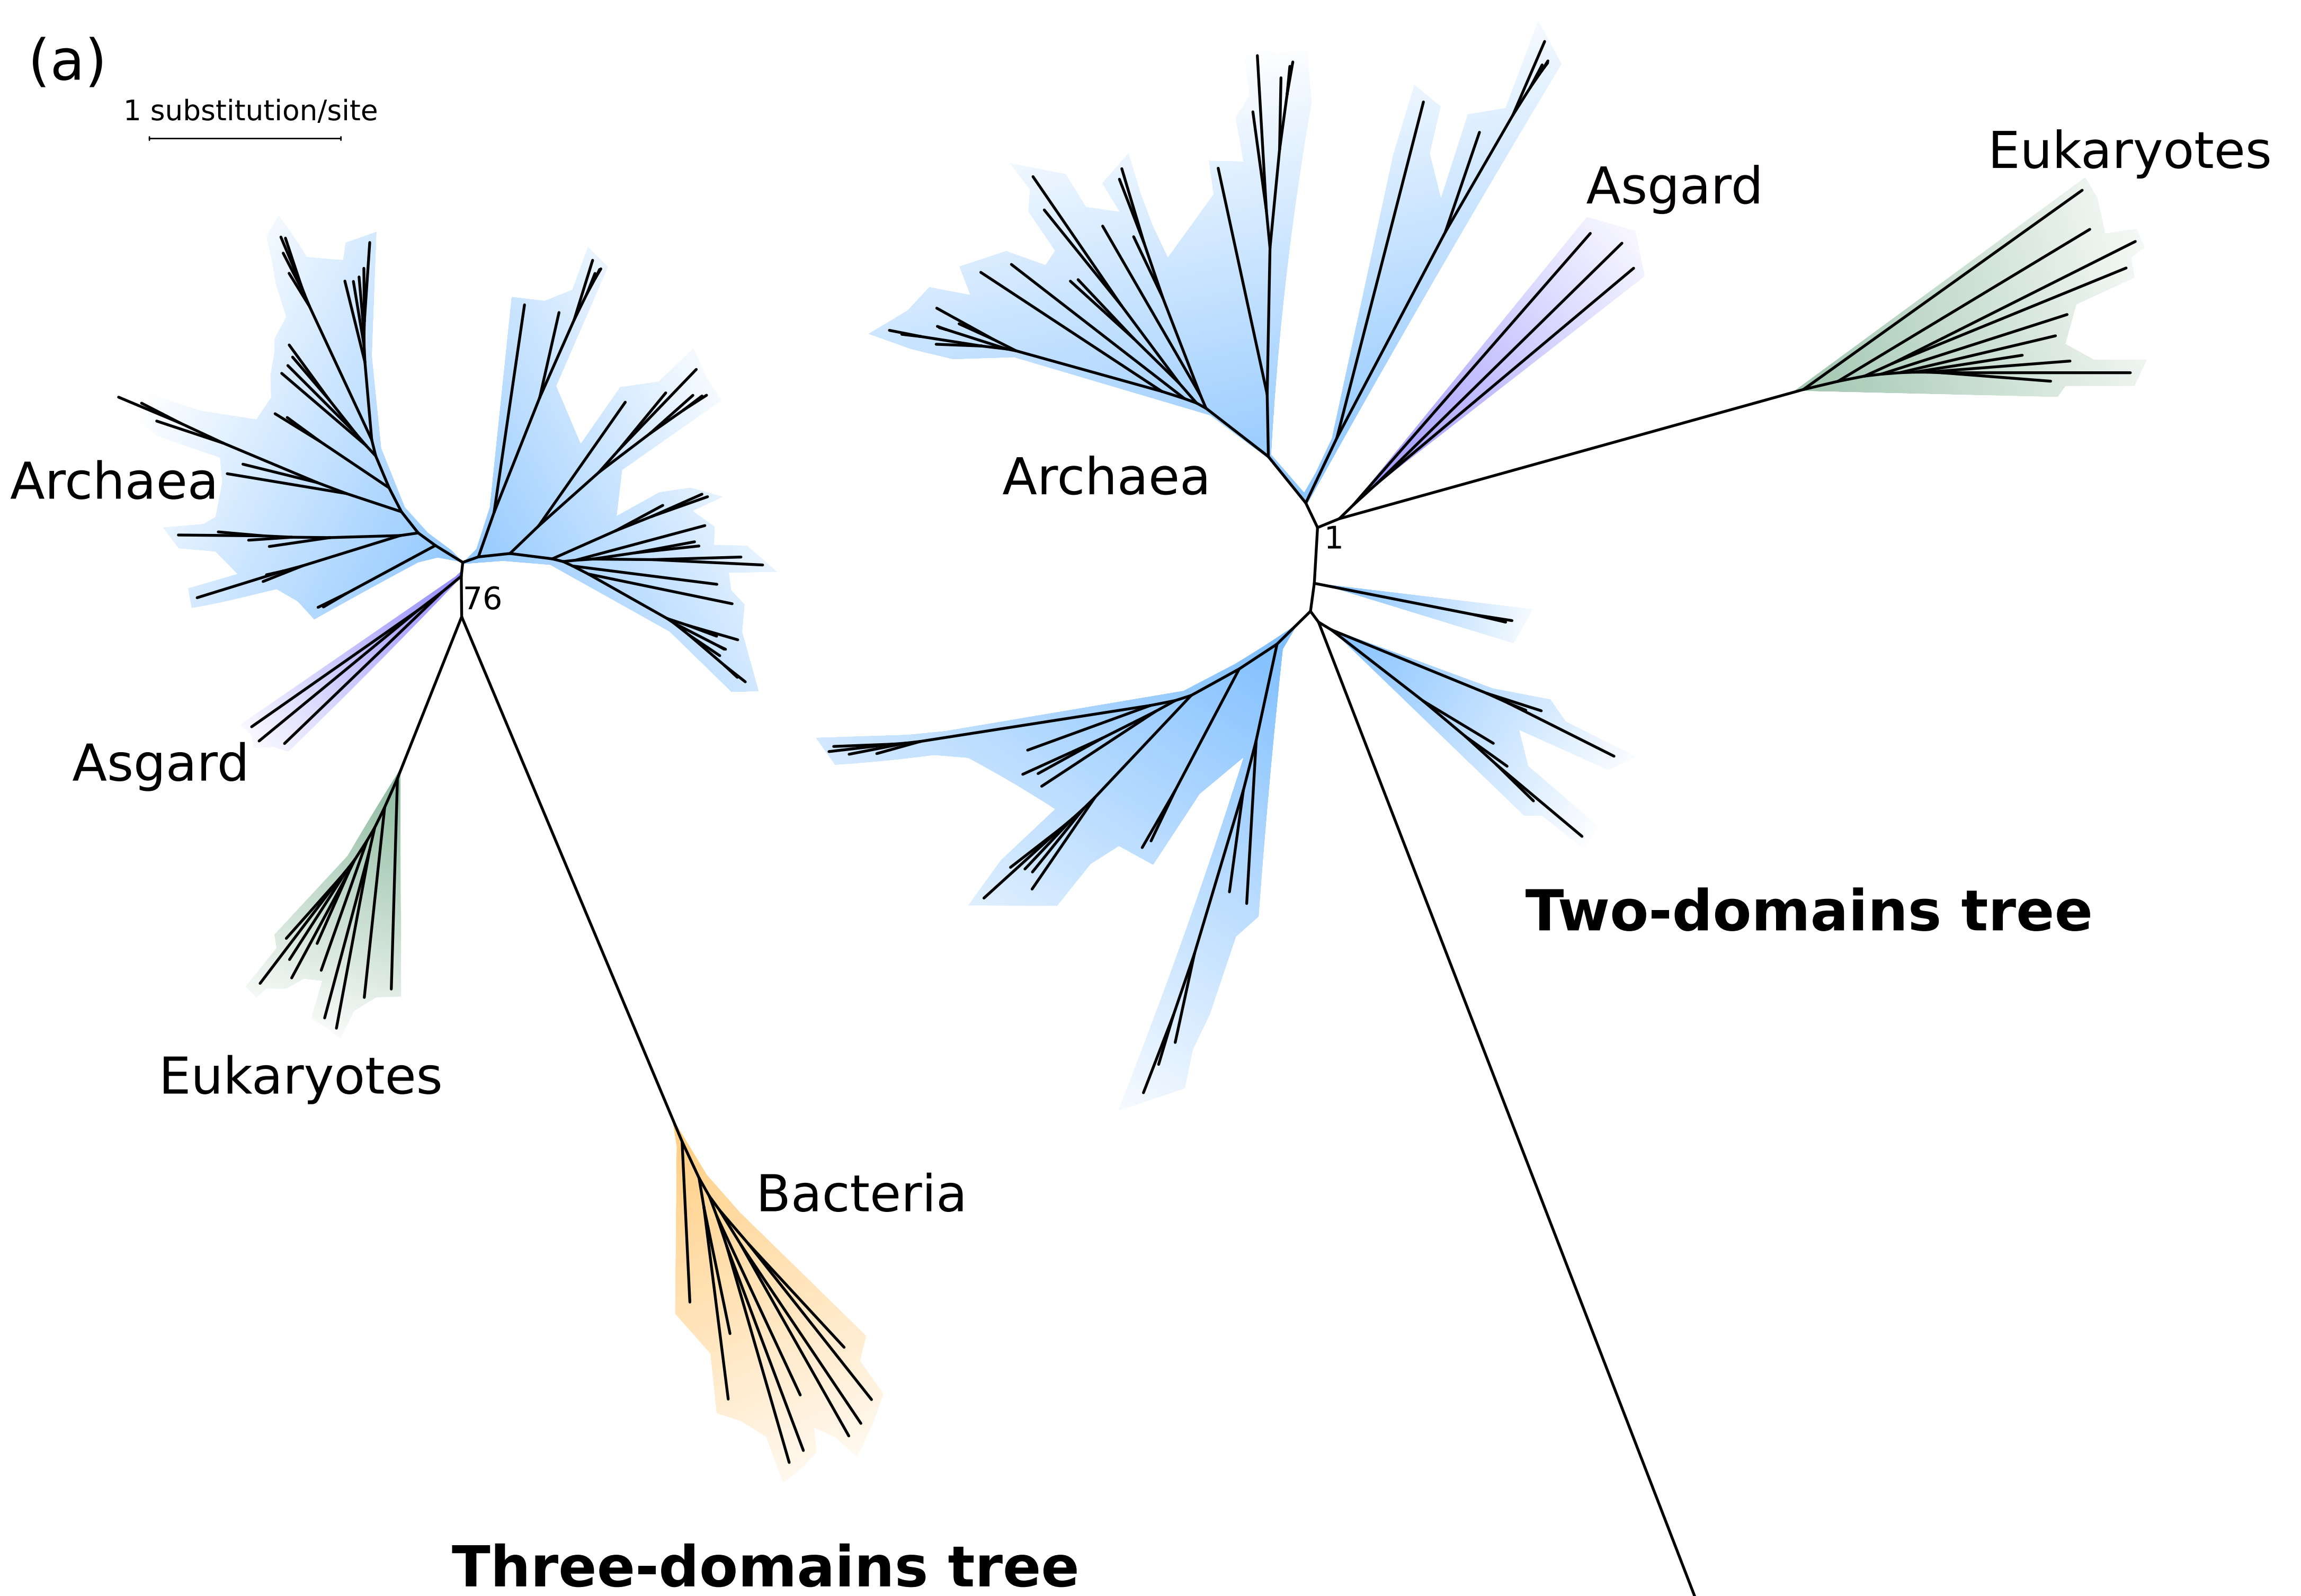 (a)
1 substitution/site
Eukaryotes
Asgard
Archaea
Archaea
1
76
Asgard
Two-domains tree
Eukaryotes
Bacteria
Three-domains tree